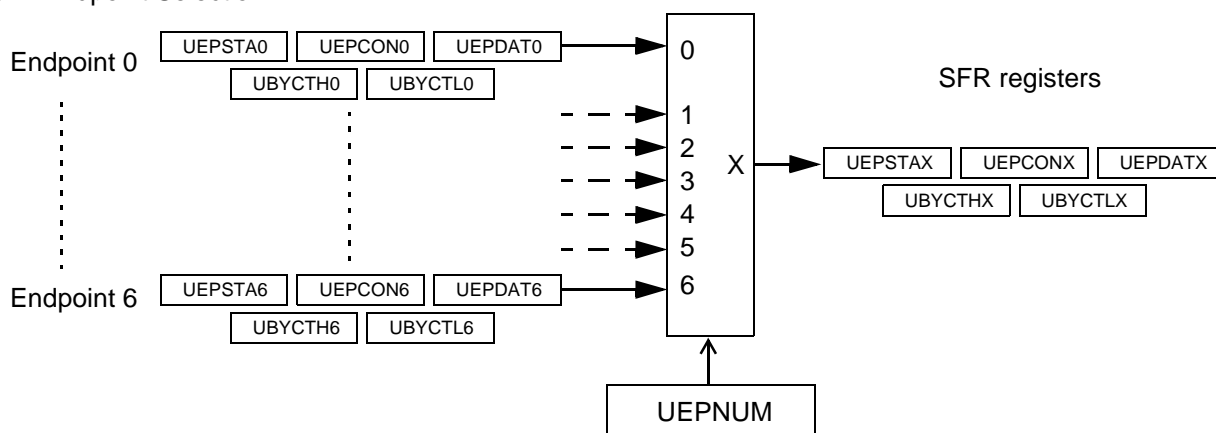 Endpoint 0
UEPSTA0 UEPCON0 UEPDAT0
UBYCTH0 UBYCTL0
0
1
2
3
4
5
6
X
SFR registers
UEPSTAX UEPCONX UEPDATX
UBYCTHX UBYCTLX
Endpoint 6
UEPSTA6 UEPCON6 UEPDAT6
UBYCTH6 UBYCTL6
UEPNUM